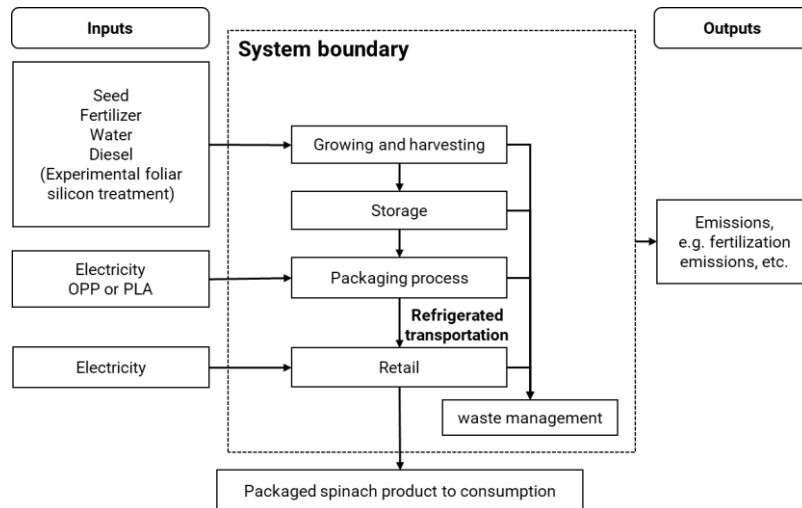 Inputs
Outputs
System boundary
Seed
Fertilizer
Water
Diesel
(Experimental foliar
silicon treatment)
Growing and harvesting
Storage
Emissions,
e.g. fertilization
emissions, etc.
Electricity
OPP or PLA
Packaging process
Refrigerated
transportation
Electricity
Retail
waste management
Packaged spinach product to consumption